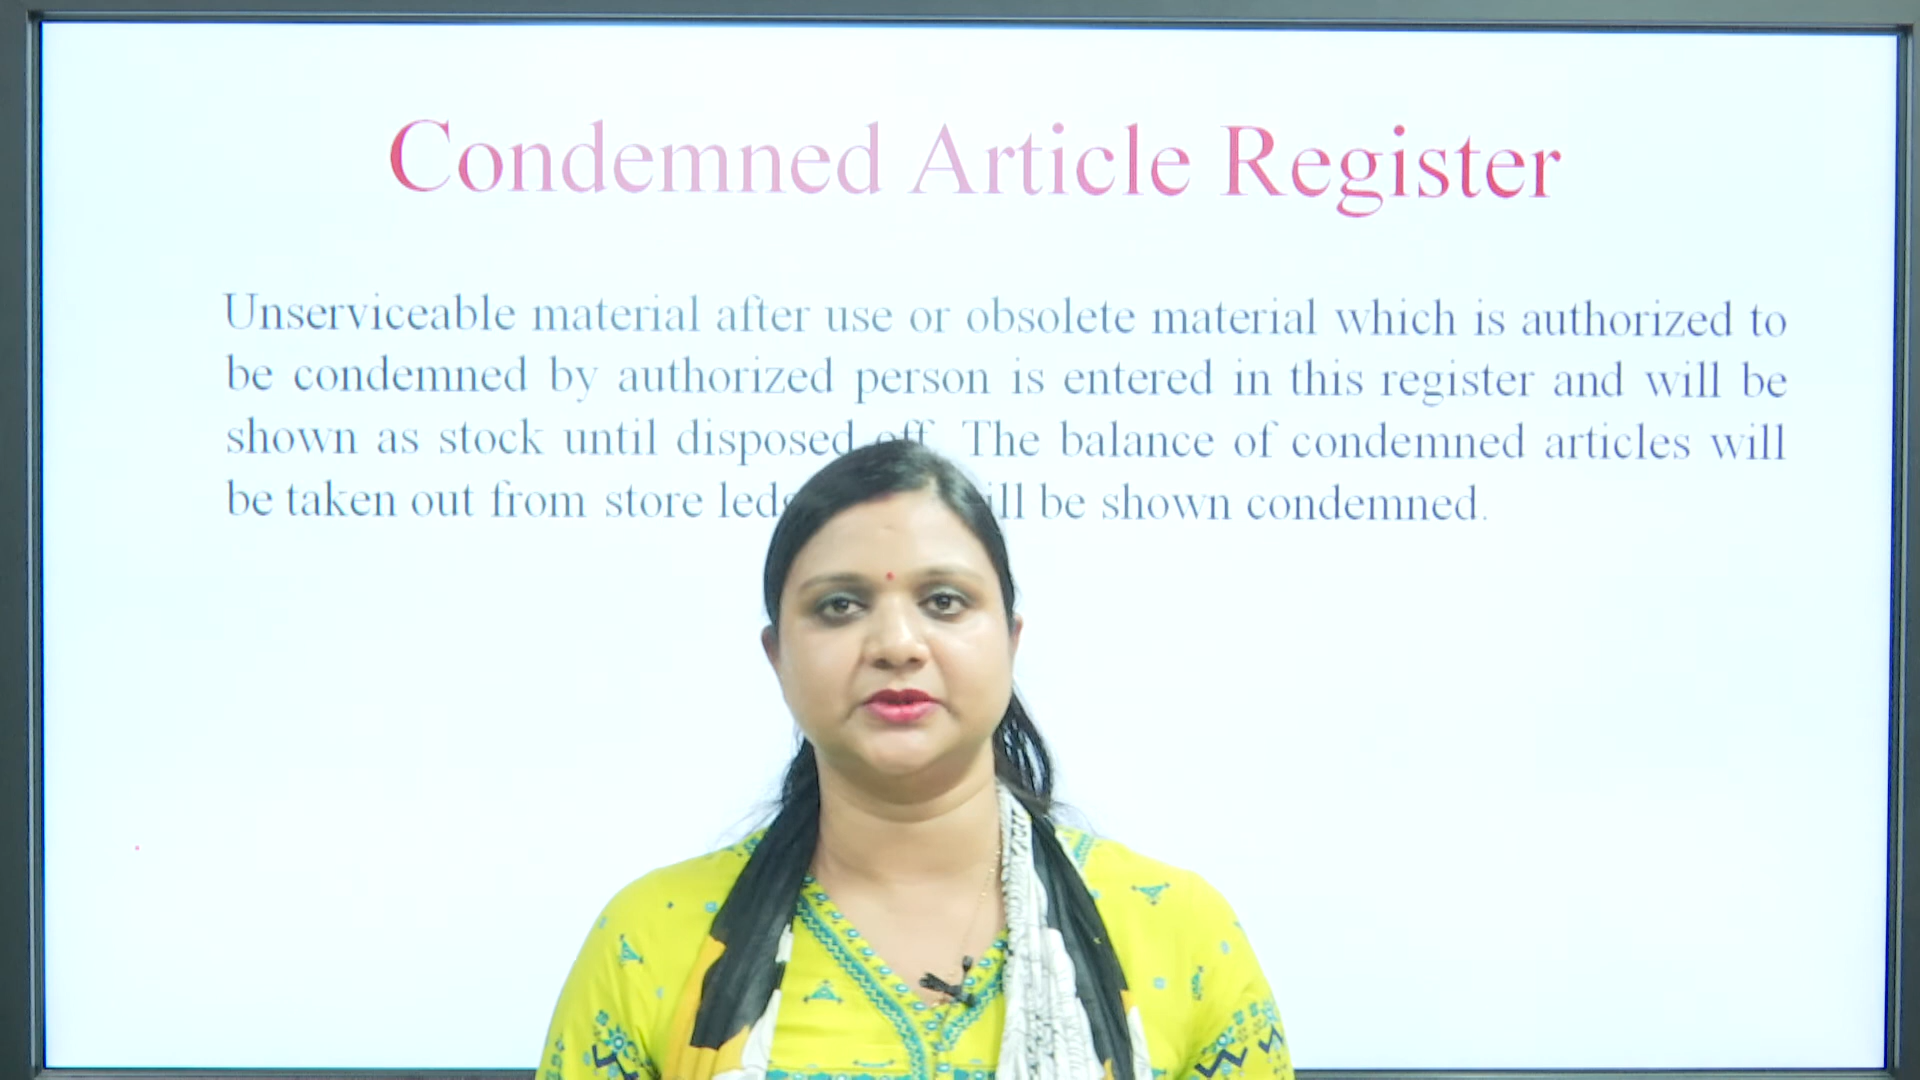 Condemned Article Register
Unserviceable material after use or obsolete material which is authorized to
be condemned by authorized person is entered in this register and will be
shown as stock until disposed off. The balance of condemned articles will
be taken out from store be shown condemned.